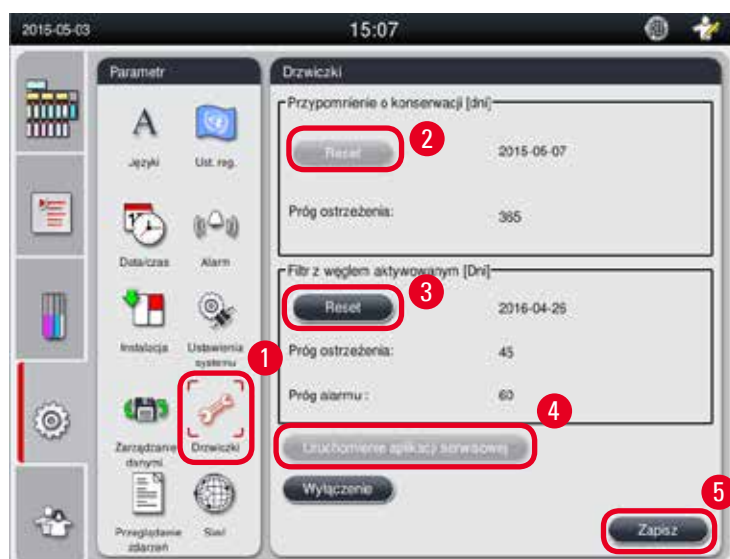 2015-05-03
15:07
Parametr
Języki
Ust. reg.
Data/czas
Alarm
Instalacja
Ustawienia
systemu
1
Zarządzanie
danymi
Drzwiczki
Przeglądanie
zdarzeń
Sieć
Drzwiczki
Przypomnienie o konserwacji [dni]
Reset
2
2015-05-07
Próg ostrzeżenia:
365
Filtr z węglem aktywowanym [Dni]
Reset
3
2016-04-26
Próg ostrzeżenia:
45
Próg alarmu :
60
4
Uruchomienie aplikacji serwisowej
Wyłączenie
5
Zapisz